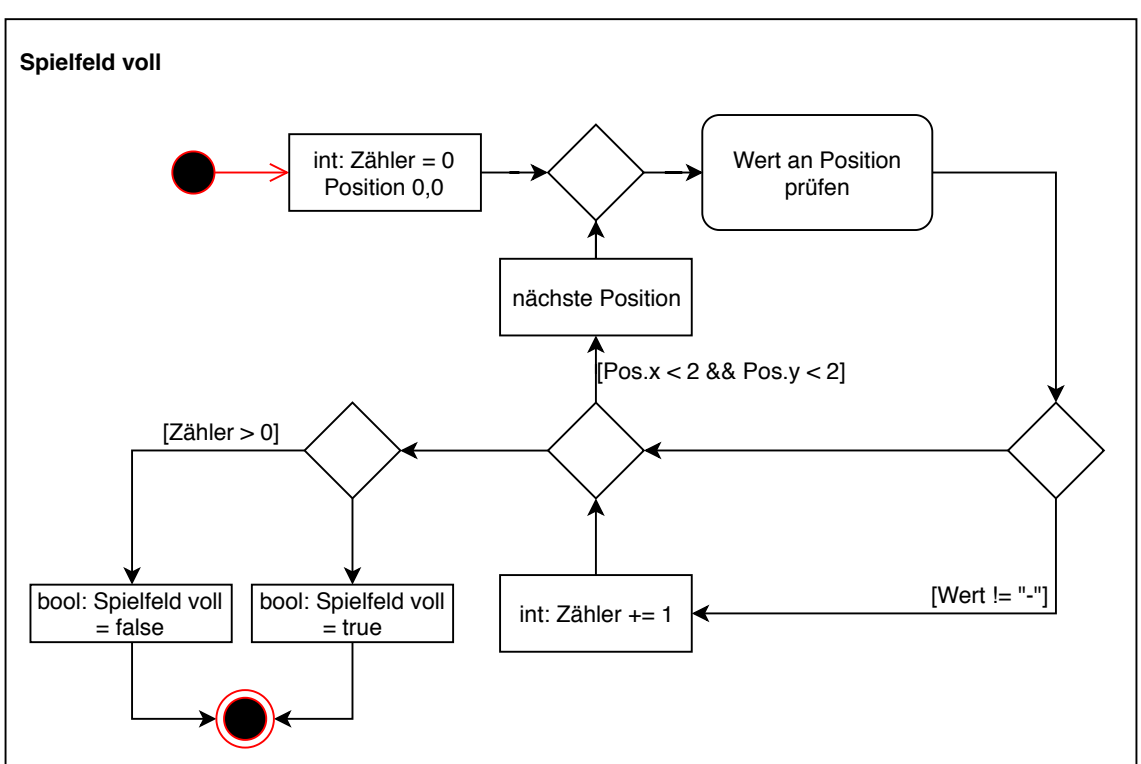 Spielfeld voll
int: Zähler = 0
Position 0,0
Wert an Position
prüfen
nächste Position
[Pos.x < 2 && Pos.y < 2]
[Zähler > 0]
bool: Spielfeld voll
= false
bool: Spielfeld voll
= true
int: Zähler += 1
[Wert != "-"]